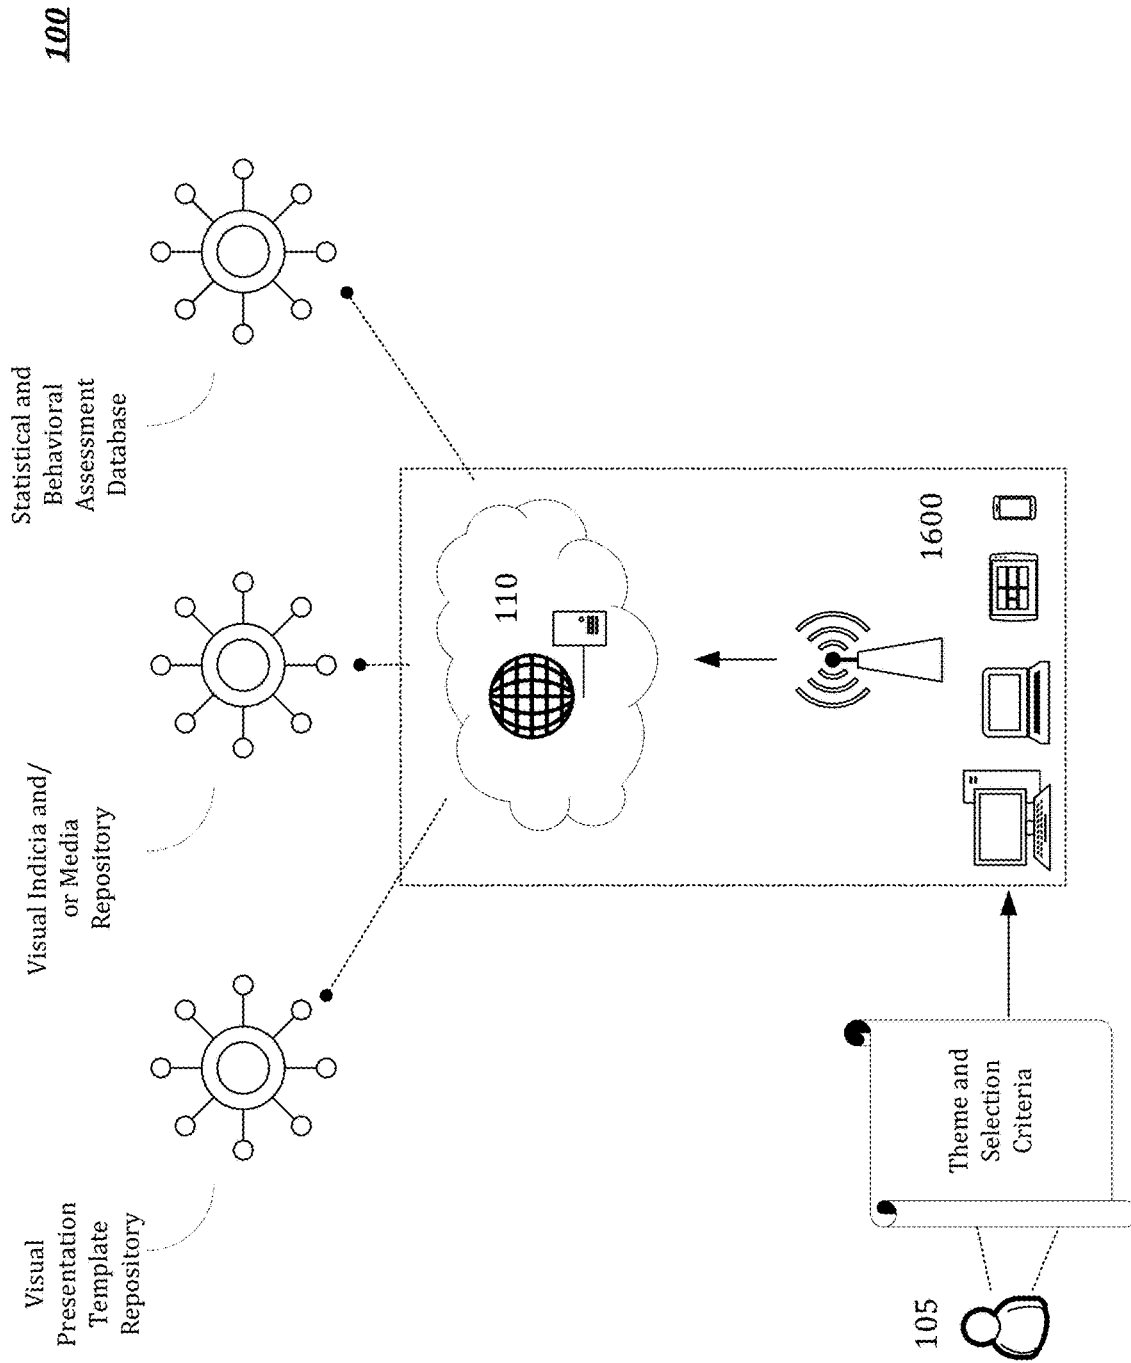 100
Visual
Presentation
Template
Repository
Visual Indicia and/
or Media
Repository
Statistical and
Behavioral
Assessment
Database
110
1600
105
Theme and
Selection
Criteria